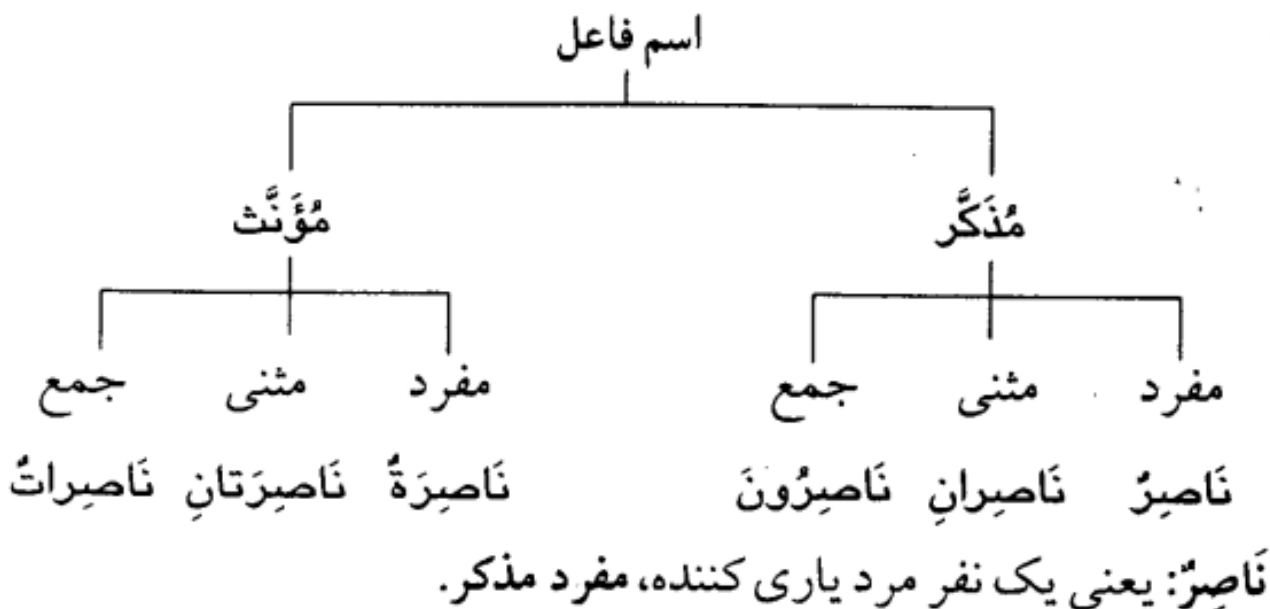 اسم فاعل
مُذَكَّر مُؤَنَّث
مفرد مثنی جمع مفرد مثنی جمع
نَاصِرٌ نَاصِرانِ نَاصِرُونَ نَاصِرَةٌ نَاصِرَتانِ نَاصِراتٌ
نَاصِرٌ: یعنی یک نفر مرد یاری کننده، مفرد مذکر.